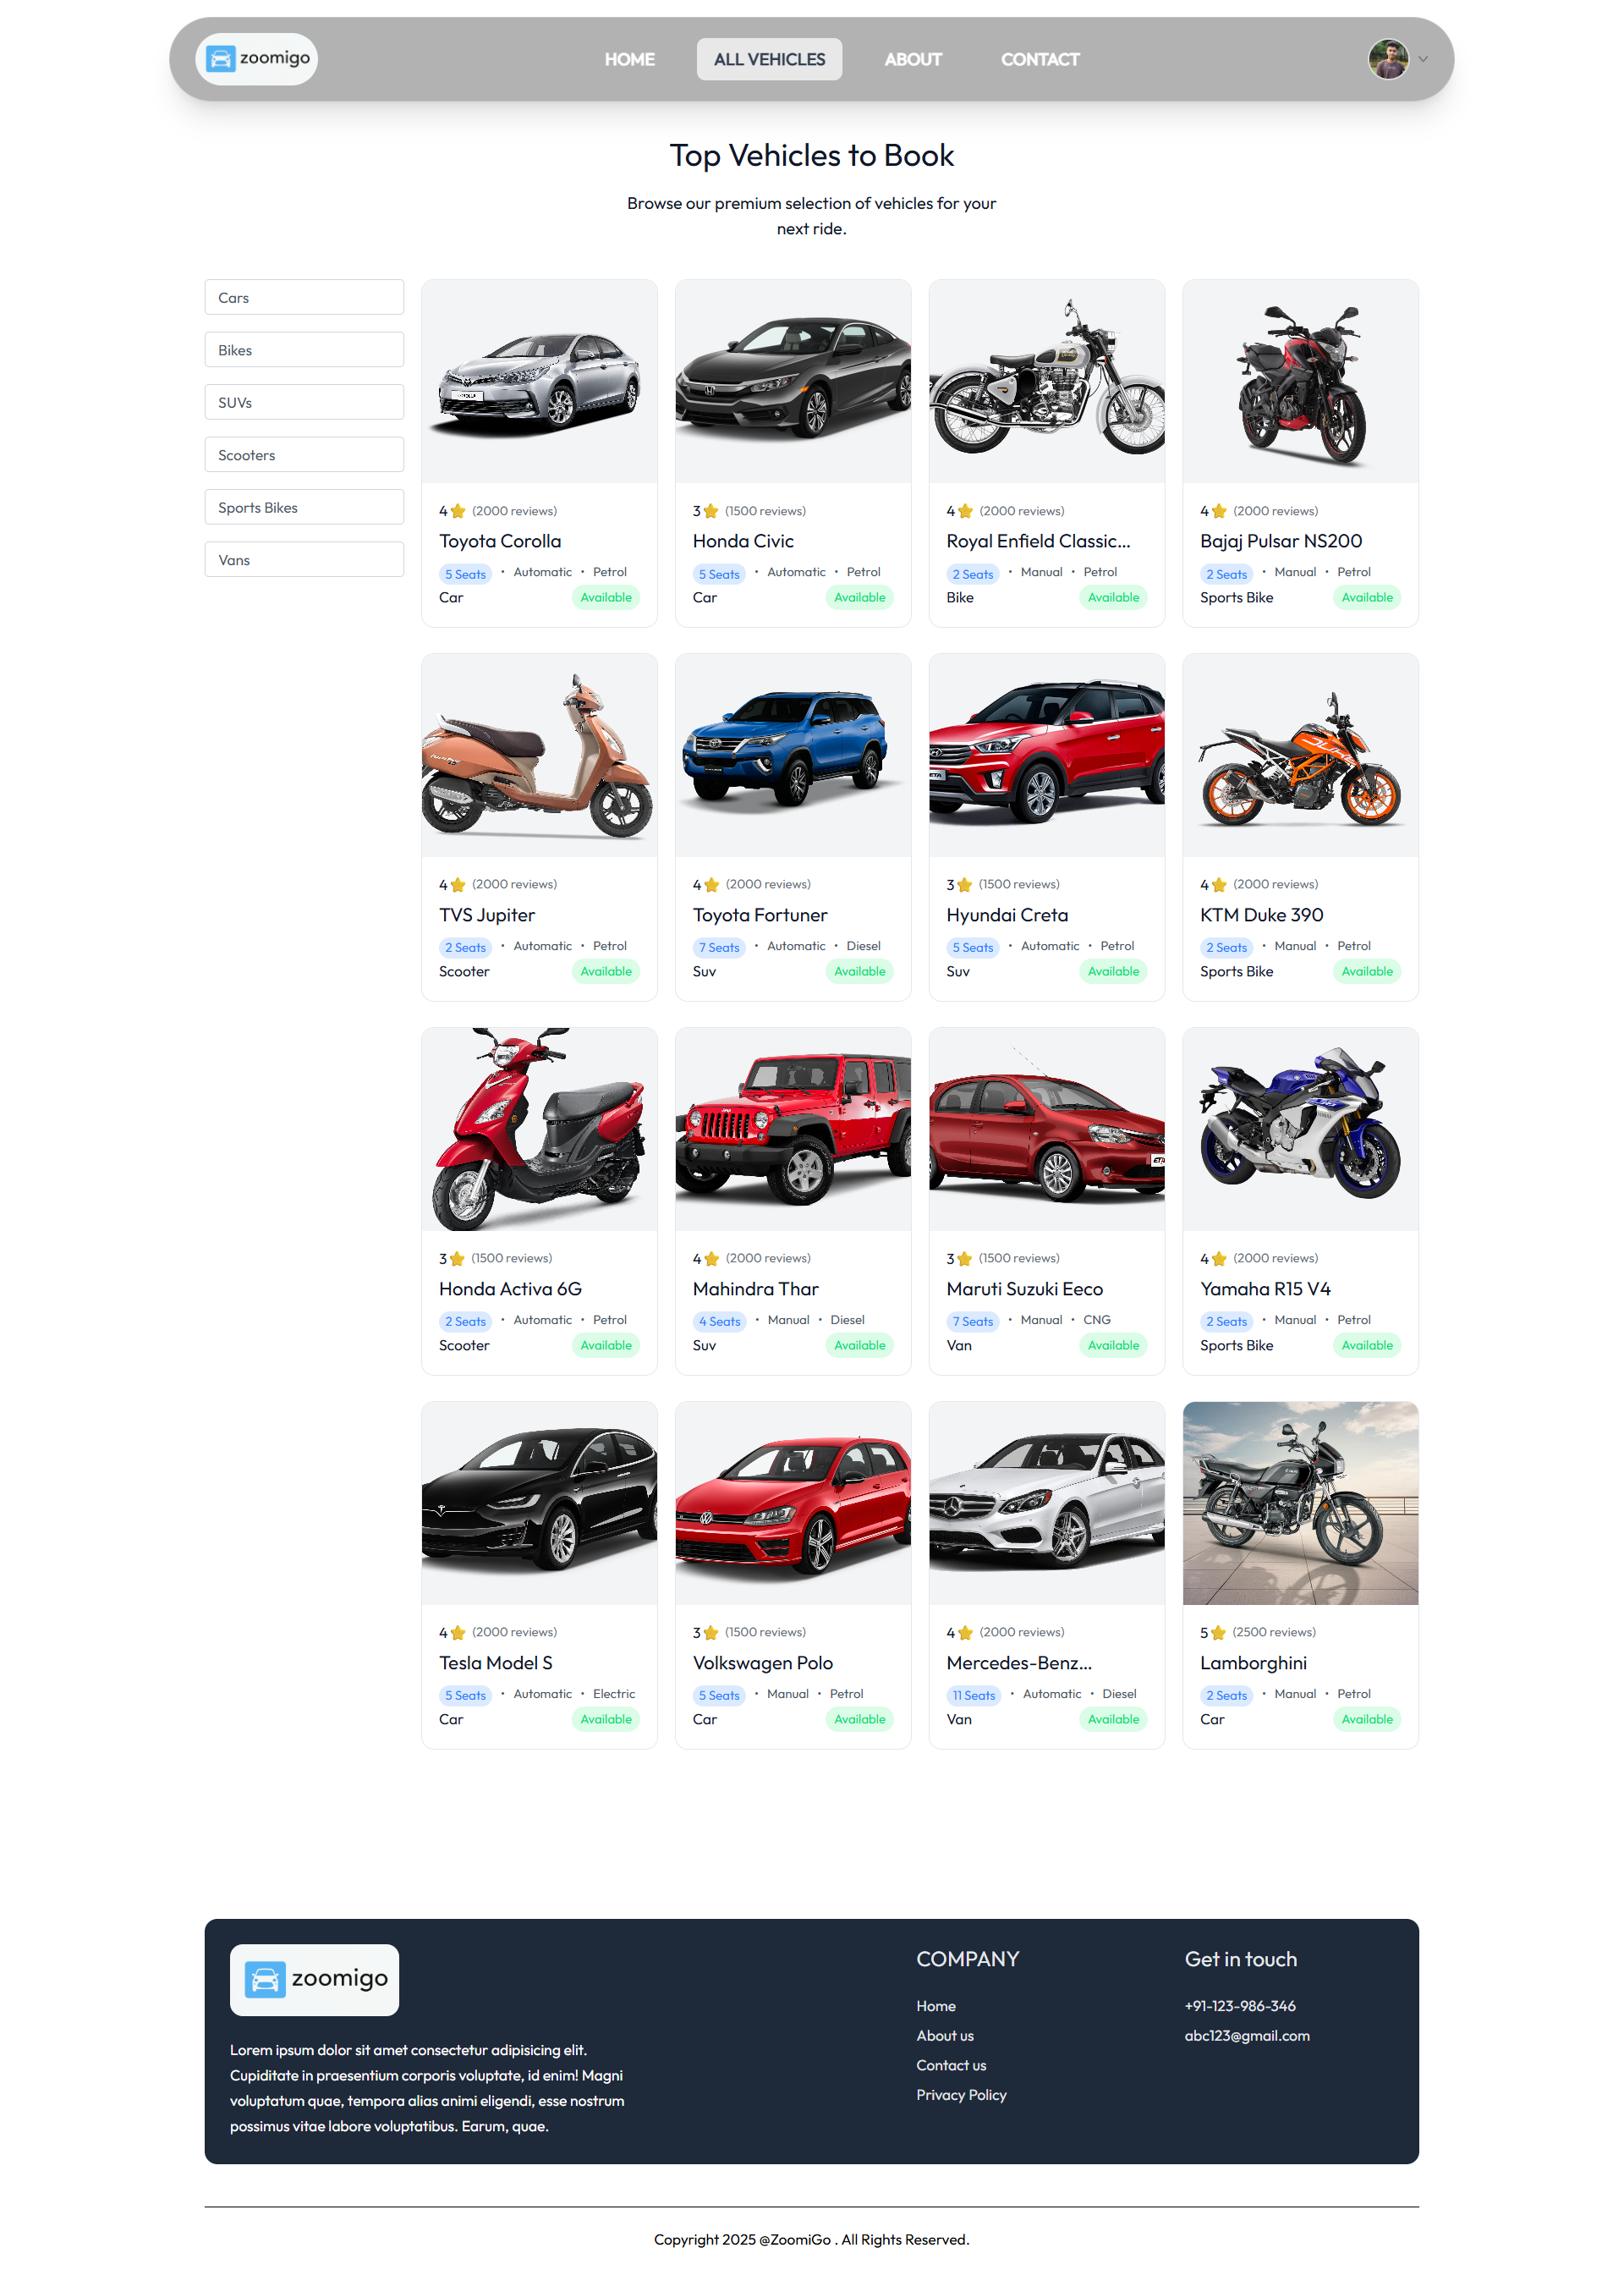 zoomigo
HOME
ALL VEHICLES
ABOUT
CONTACT
Top Vehicles to Book
Browse our premium selection of vehicles for your
next ride.
Cars
Bikes
SUVs
Scooters
Sports Bikes
Vans
4 (2000 reviews)
Toyota Corolla
5 Seats • Automatic • Petrol
Car Available
3 (1500 reviews)
Honda Civic
5 Seats • Automatic • Petrol
Car Available
4 (2000 reviews)
Royal Enfield Classic...
2 Seats • Manual • Petrol
Bike Available
4 (2000 reviews)
Bajaj Pulsar NS200
2 Seats • Manual • Petrol
Sports Bike Available
4 (2000 reviews)
TVS Jupiter
2 Seats • Automatic • Petrol
Scooter Available
4 (2000 reviews)
Toyota Fortuner
7 Seats • Automatic • Diesel
Suv Available
3 (1500 reviews)
Hyundai Creta
5 Seats • Automatic • Petrol
Suv Available
4 (2000 reviews)
KTM Duke 390
2 Seats • Manual • Petrol
Sports Bike Available
3 (1500 reviews)
Honda Activa 6G
2 Seats • Automatic • Petrol
Scooter Available
4 (2000 reviews)
Mahindra Thar
4 Seats • Manual • Diesel
Suv Available
3 (1500 reviews)
Maruti Suzuki Eeco
7 Seats • Manual • CNG
Van Available
4 (2000 reviews)
Yamaha R15 V4
2 Seats • Manual • Petrol
Sports Bike Available
4 (2000 reviews)
Tesla Model S
5 Seats • Automatic • Electric
Car Available
3 (1500 reviews)
Volkswagen Polo
5 Seats • Manual • Petrol
Car Available
4 (2000 reviews)
Mercedes-Benz...
11 Seats • Automatic • Diesel
Van Available
5 (2500 reviews)
Lamborghini
2 Seats • Manual • Petrol
Car Available
zoomigo
Lorem ipsum dolor sit amet consectetur adipisicing elit.
Cupiditate in praesentium corporis voluptate, id enim! Magni
voluptatum quae, tempora alias animi eligendi, esse nostrum
possimus vitae labore voluptatibus. Earum, quae.
COMPANY
Home
About us
Contact us
Privacy Policy
Get in touch
+91-123-986-346
abc123@gmail.com
Copyright 2025 @ZoomiGo . All Rights Reserved.